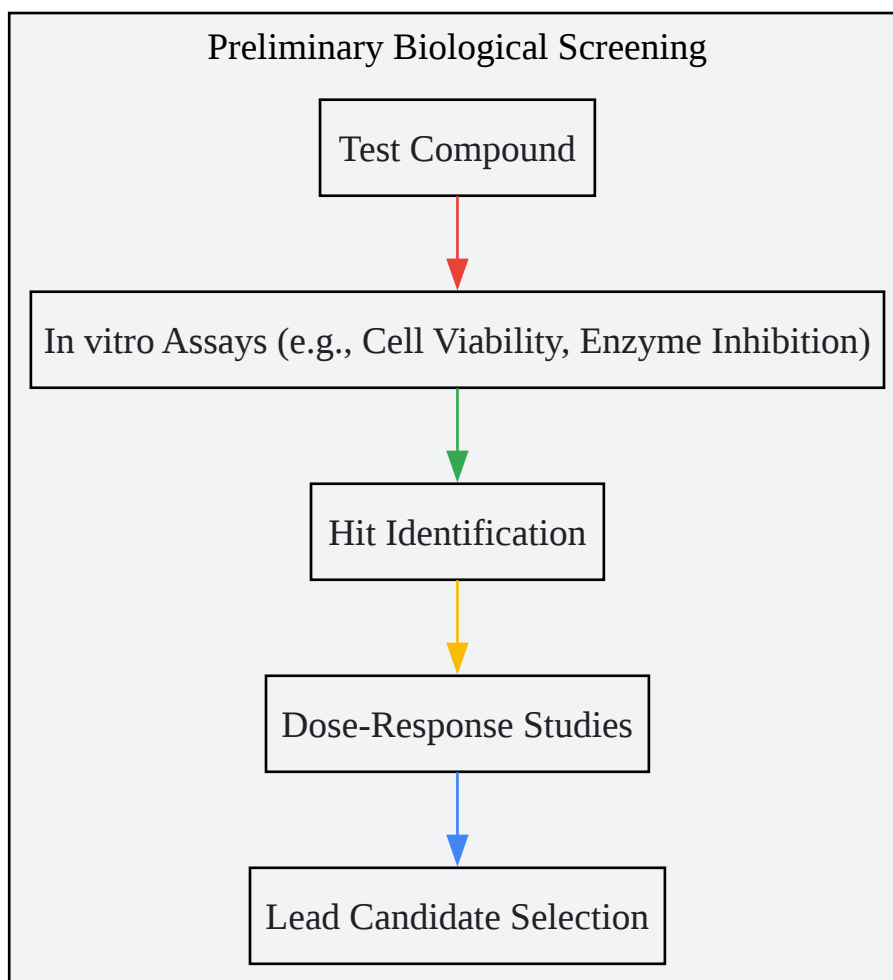 Preliminary Biological Screening
Test Compound
In vitro Assays (e.g., Cell Viability, Enzyme Inhibition)
Hit Identification
Dose-Response Studies
Lead Candidate Selection